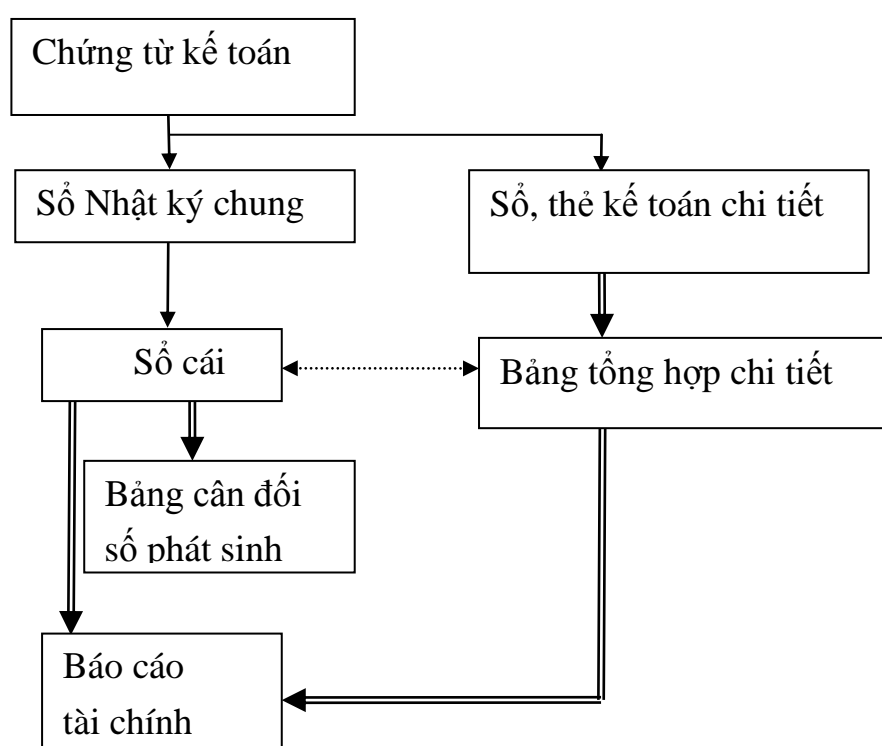 Chứng từ kế toán
Sổ Nhật ký chung
Sổ, thẻ kế toán chi tiết
Sổ cái
Bảng tổng hợp chi tiết
Bảng cân đối
số phát sinh
Báo cáo
tài chính